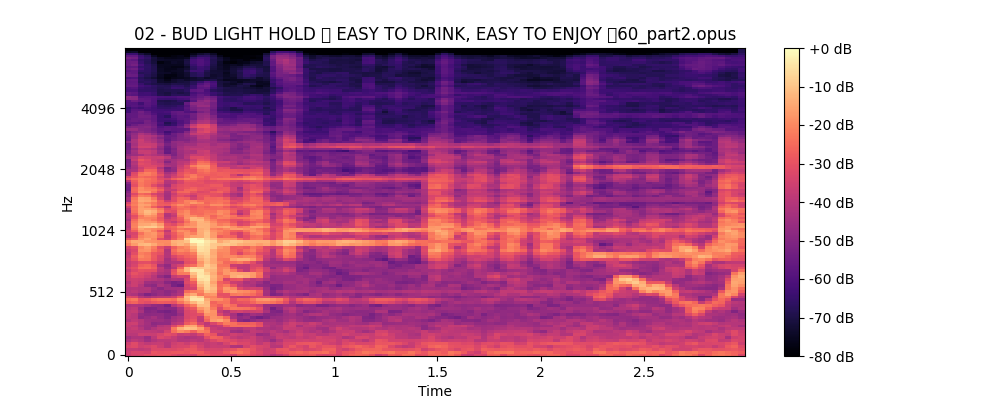 02 - BUD LIGHT HOLD  EASY TO DRINK, EASY TO ENJOY 60_part2.opus
Hz
4096
2048
1024
512
0
0
0.5
1
1.5
2
2.5
Time
+0 dB
-10 dB
-20 dB
-30 dB
-40 dB
-50 dB
-60 dB
-70 dB
-80 dB